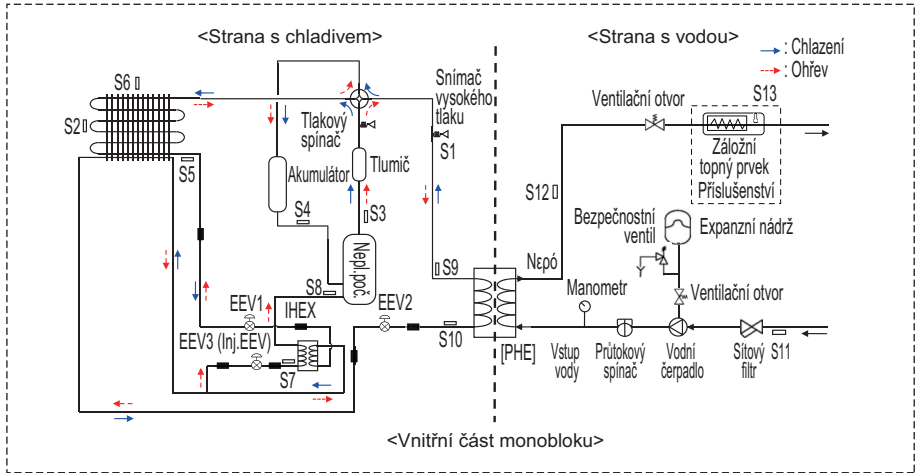 <Strana s chladivem>
<Strana s vodou>
: Chlazení
: Ohřev
S6
S2
S5
Tlakový
spínač
Snímač
vysokého
tlaku
S1
Akumulátor
Tlumič
S4
S3
Nepl.poč.
S8
S9
EEV1
IHEX
EEV2
EEV3 (Inj.EEV)
S7
S10
[PHE]
Νερό
S12
Ventilační otvor
S13
Záložní
topný prvek
Příslušenství
Bezpečnostní
ventil
Expanzní nádrž
Ventilační otvor
Manometr
Vstup
vody
Průtokový
spínač
Vodní
čerpadlo
Sítový
filtr
S11
<Vnitřní část monobloku>